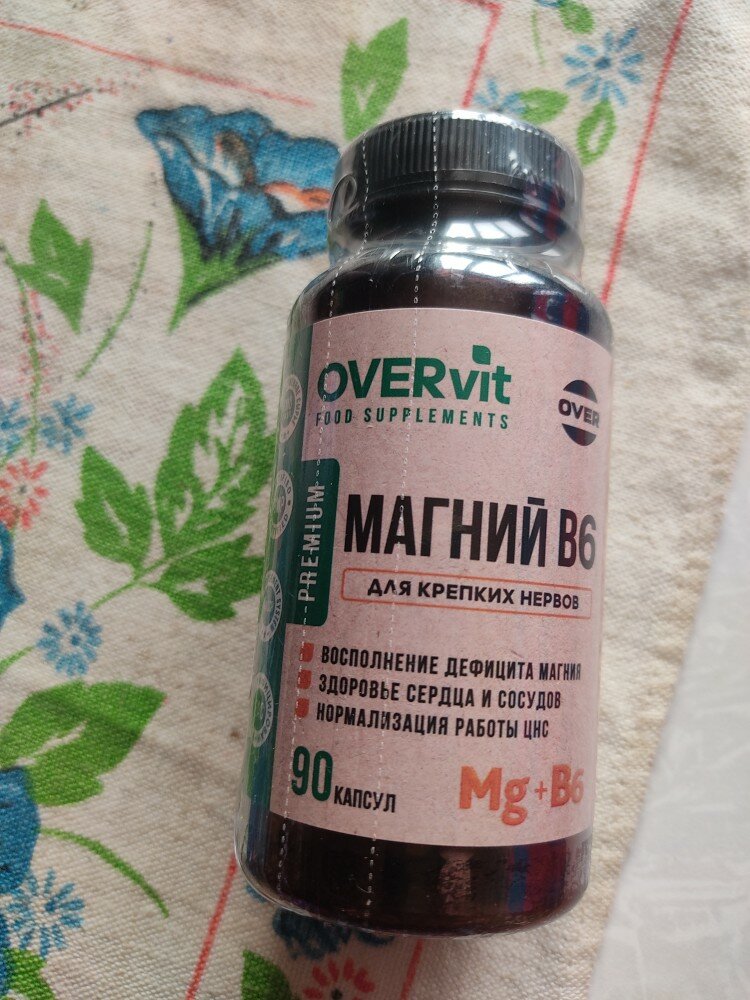 OVERvit
FOOD SUPPLEMENTS
OVER
PREMIUM
МАГНИЙ B6
ДЛЯ КРЕПКИХ НЕРВОВ
ВОСПОЛНЕНИЕ ДЕФИЦИТА МАГНИЯ
ЗДОРОВЬЕ СЕРДЦА И СОСУДОВ
НОРМАЛИЗАЦИЯ РАБОТЫ ЦНС
90 КАПСУЛ
Mg + B6